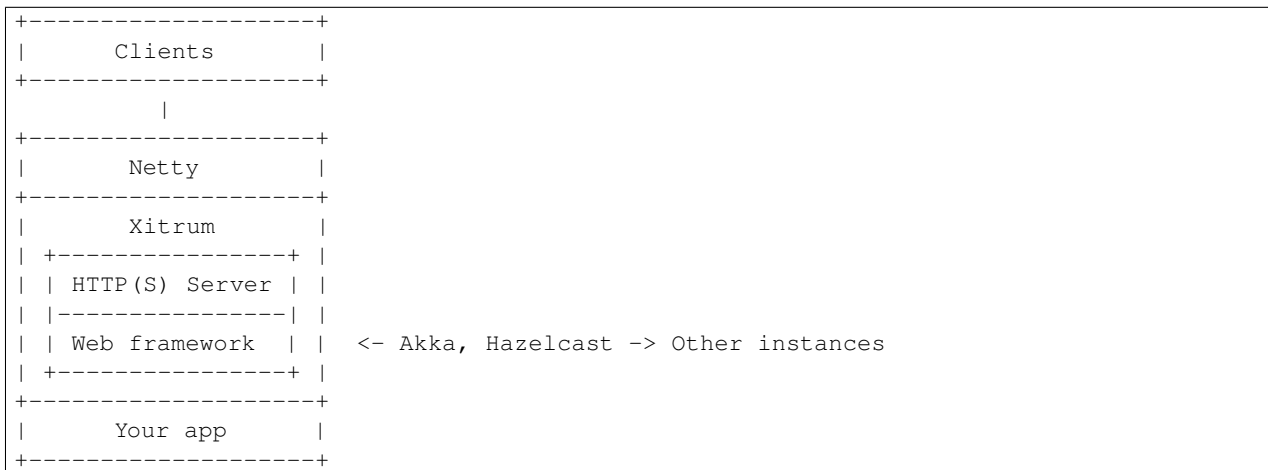 +--------------------+
|       Clients       |
+--------------------+
          |
+--------------------+
|        Netty        |
+--------------------+
|        Xitrum       |
| +----------------+ |
| | HTTP(S) Server | |
| |----------------| |
| | Web framework  | |  <- Akka, Hazelcast -> Other instances
| +----------------+ |
+--------------------+
|       Your app      |
+--------------------+